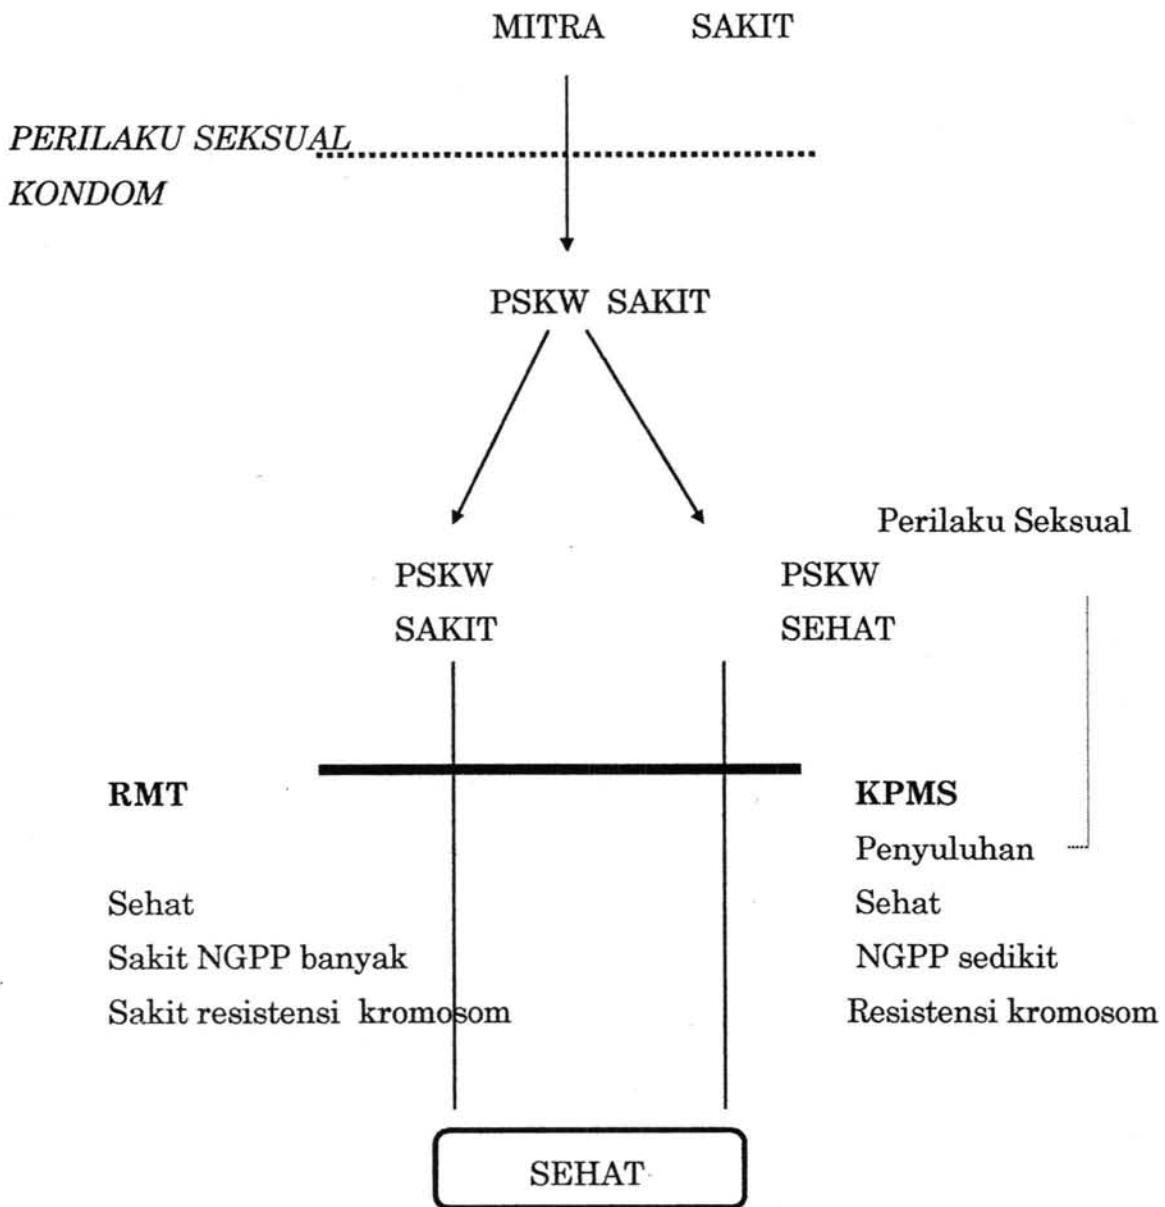 MITRA SAKIT
PERILAKU SEKSUAL
KONDOM
PSKW SAKIT
Perilaku Seksual
PSKW
SAKIT
PSKW
SEHAT
RMT
Sehat
Sakit NGPP banyak
Sakit resistensi kromosom
KPMS
Penyuluhan
Sehat
NGPP sedikit
Resistensi kromosom
SEHAT